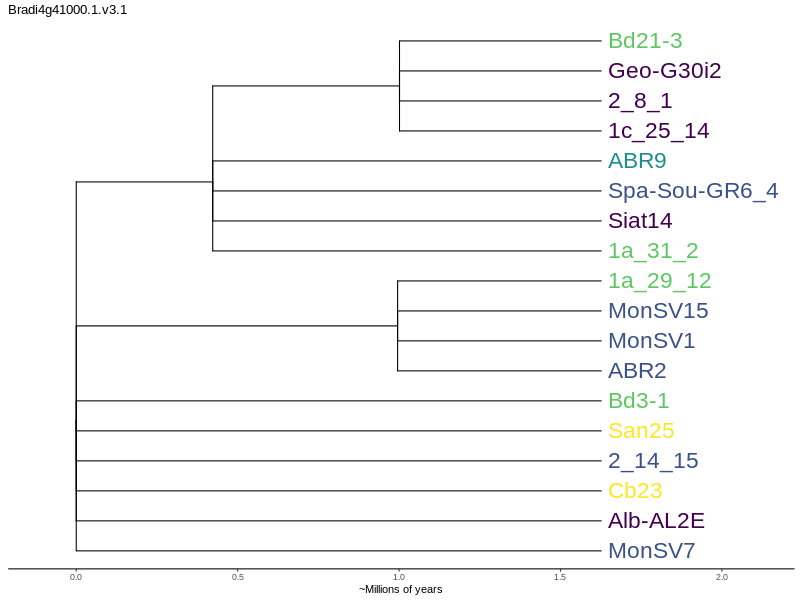 Bradi4g41000.1.v3.1
Bd21-3
Geo-G30i2
2_8_1
1c_25_14
ABR9
Spa-Sou-GR6_4
Siat14
1a_31_2
1a_29_12
MonSV15
MonSV1
ABR2
Bd3-1
San25
2_14_15
Cb23
Alb-AL2E
MonSV7
0.0 0.5 1.0 1.5 2.0
~Millions of years